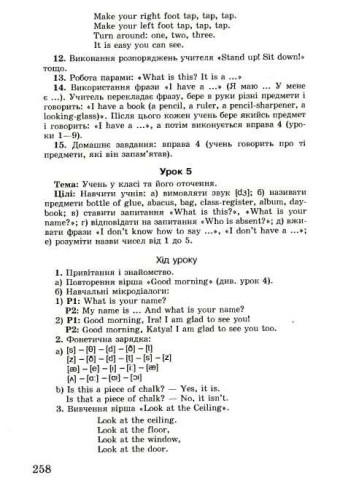 Make your right foot tap, tap, tap.
Make your left foot tap, tap, tap.
Turn around: one, two, three.
It is easy you can see.
12. Виконання розпоряджень учителя «Stand up! Sit down!»
тощо.
13. Робота парами: «What is this? It is a ...»
14. Використання фрази «I have a ...» (Я маю ... У мене
є ...). Учитель перекладає фразу, бере в руки різні предмети і
говорить: «I have a book (a pencil, a ruler, a pencil-sharpener, a
looking-glass)». Після цього кожен учень бере якийсь предмет
і говорить: «I have a ...», а потім виконується вправа 4 (уро-
ки 1—9).
15. Домашнє завдання: вправа 4 (учень говорить про ті
предмети, які він запам'ятав).
Урок 5
Тема: Учень у класі та його оточення.
Цілі: Навчити учнів: а) вимовляти звук [dʒ]; б) називати
предмети bottle of glue, abacus, bag, class-register, album, day-
book; в) ставити запитання «What is this?», «What is your
name?»; г) відповідати на запитання «Who is absent?»; д) вжи-
вати фрази «I don't know how to say ...», «I don't have a ...»;
е) розуміти назви чисел від 1 до 5.
Хід уроку
1. Привітання і знайомство.
а) Повторення вірша «Good morning» (див. урок 4).
б) Навчальні мікродіалоги:
1) P1: What is your name?
P2: My name is ... And what is your name?
2) P1: Good morning, Ira! I am glad to see you!
P2: Good morning, Katya! I am glad to see you too.
2. Фонетична зарядка:
a) [s] – [θ] – [d] – [ð] – [t]
[z] – [ð] – [d] – [t] – [s] – [z]
[æ] – [e] – [ı] – [i:] – [æ]
b) Is this a piece of chalk? — Yes, it is.
Is that a piece of chalk? — No, it isn't.
3. Вивчення вірша «Look at the Ceiling».
Look at the ceiling.
Look at the floor,
Look at the window,
Look at the door.
258